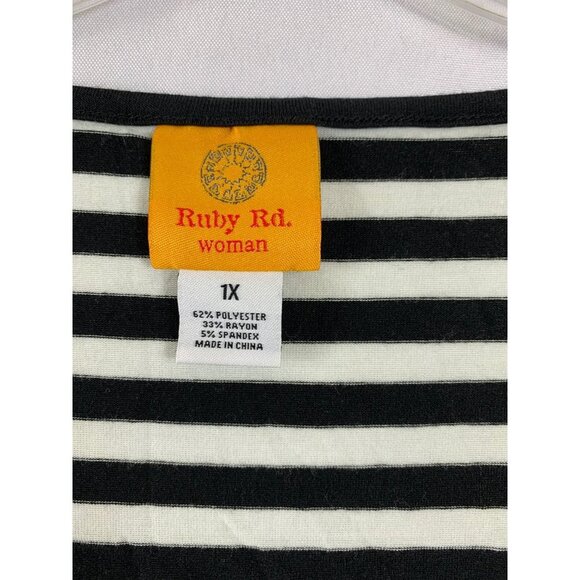 Ruby Rd.
woman
1X
62% POLYESTER
33% RAYON
5% SPANDEX
MADE IN CHINA